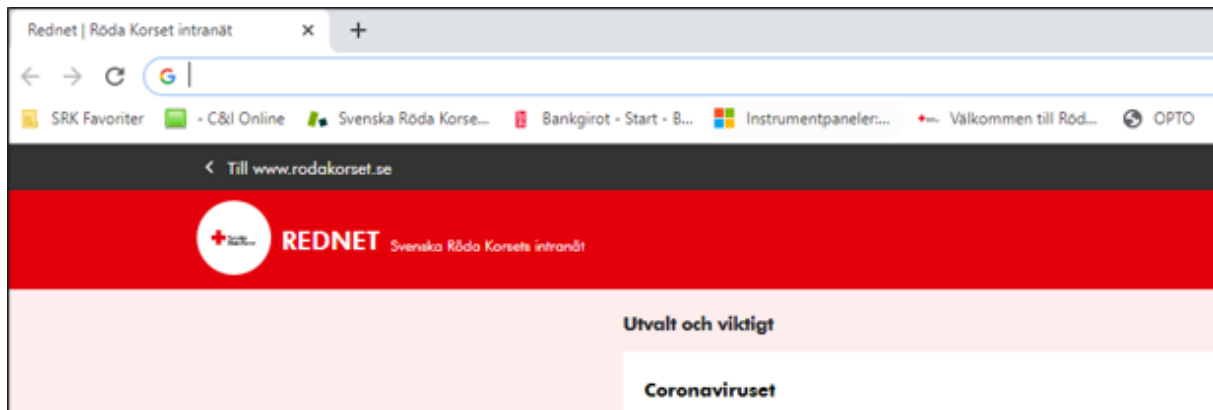 Rednet | Röda Korset intranät
SRK Favoriter - C&I Online Svenska Röda Korse... Bankgirot - Start - B... Instrumentpaneler:... Välkommen till Röd... OPTO
Till www.rodakorset.se
REDNET Svenska Röda Korsets intranät
Utvalt och viktigt
Coronaviruset